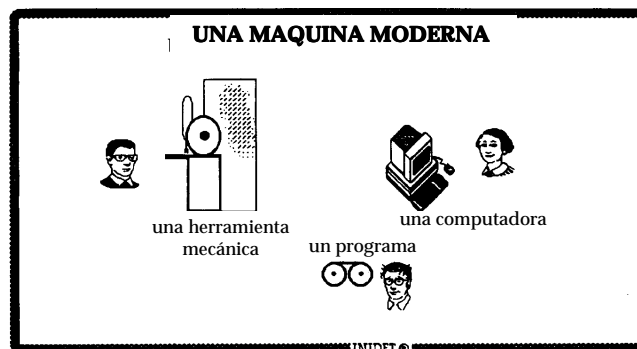 UNA MAQUINA MODERNA
una herramienta
mecánica
una computadora
un programa